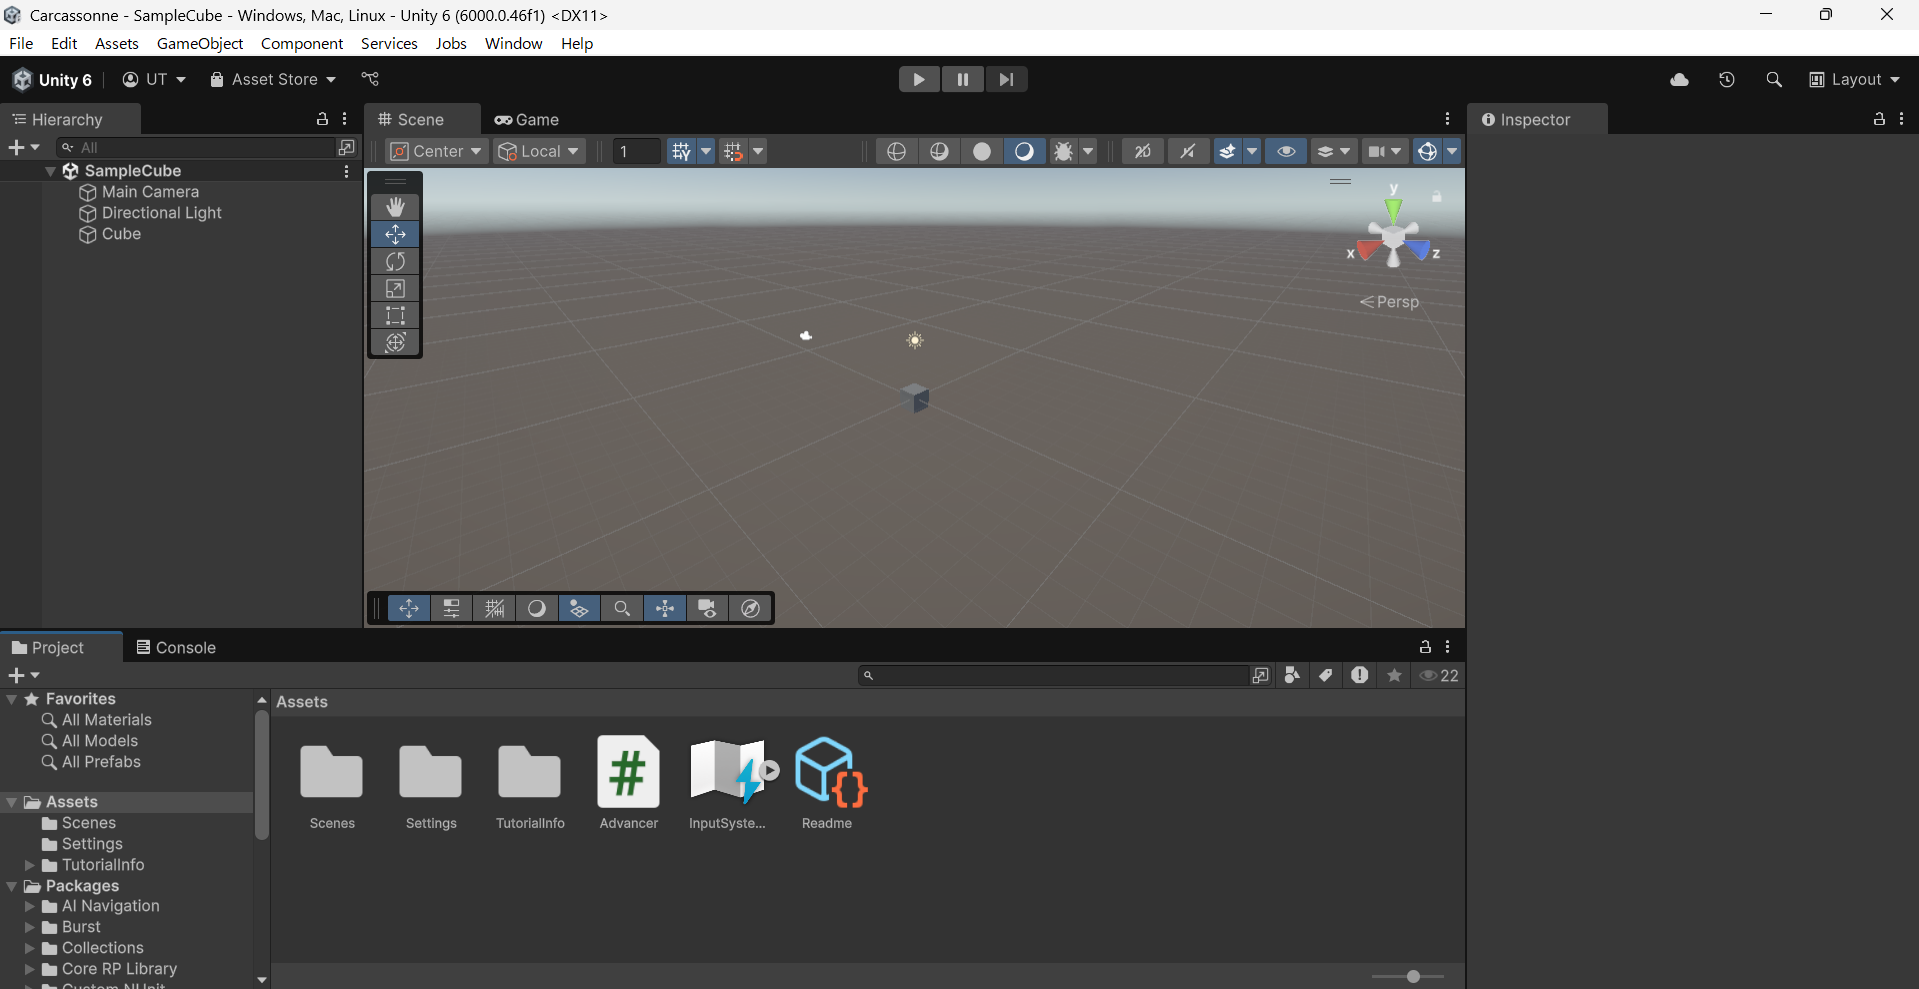 Carcassonne - SampleCube - Windows, Mac, Linux - Unity 6 (6000.0.46f1) <DX11>
File Edit Assets GameObject Component Services Jobs Window Help
Unity 6 UT Asset Store Layout
Hierarchy
All
SampleCube
Main Camera
Directional Light
Cube
Scene Game
Center Local 1 2D
y
x z
Persp
Inspector
Project Console
22
Favorites
All Materials
All Models
All Prefabs
Assets
Scenes
Settings
TutorialInfo
Packages
AI Navigation
Burst
Collections
Core RP Library
Custom NUnit
Assets
Scenes Settings TutorialInfo Advancer InputSyste... Readme